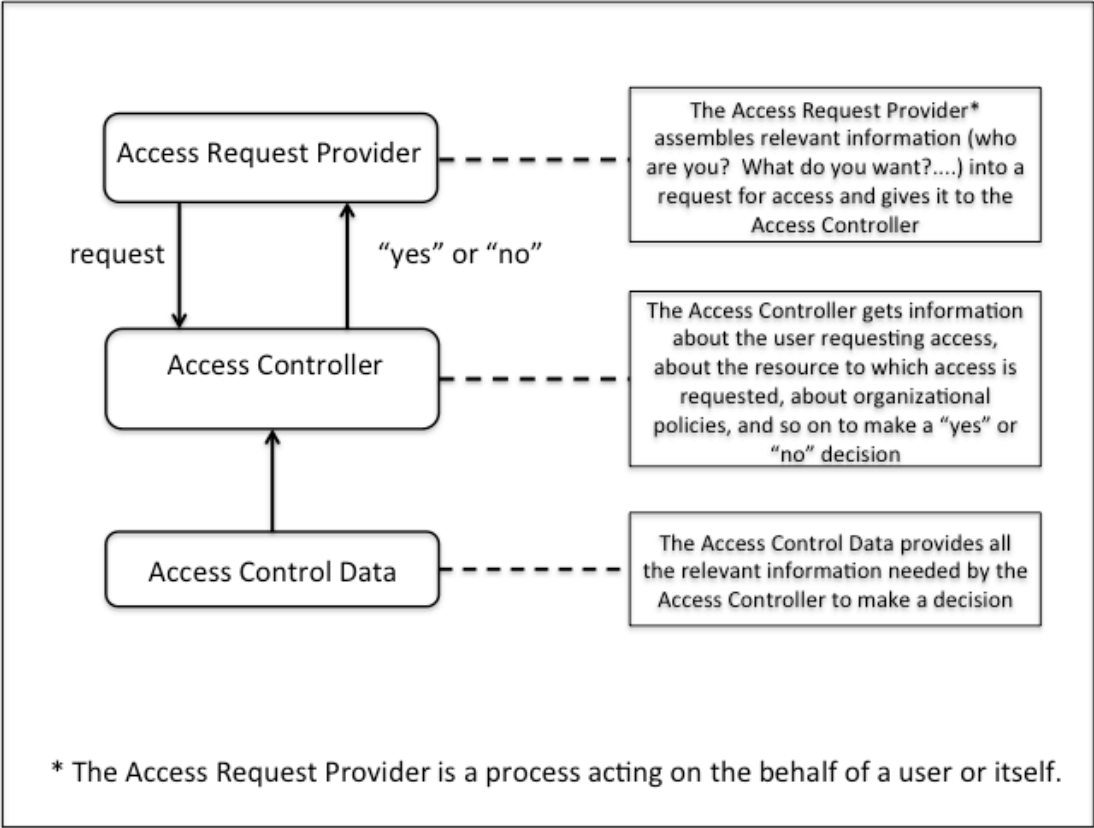 Access Request Provider
The Access Request Provider*
assembles relevant information (who
are you?  What do you want?....) into a
request for access and gives it to the
Access Controller
request
“yes” or “no”
Access Controller
The Access Controller gets information
about the user requesting access,
about the resource to which access is
requested, about organizational
policies, and so on to make a “yes” or
“no” decision
Access Control Data
The Access Control Data provides all
the relevant information needed by the
Access Controller to make a decision
* The Access Request Provider is a process acting on the behalf of a user or itself.